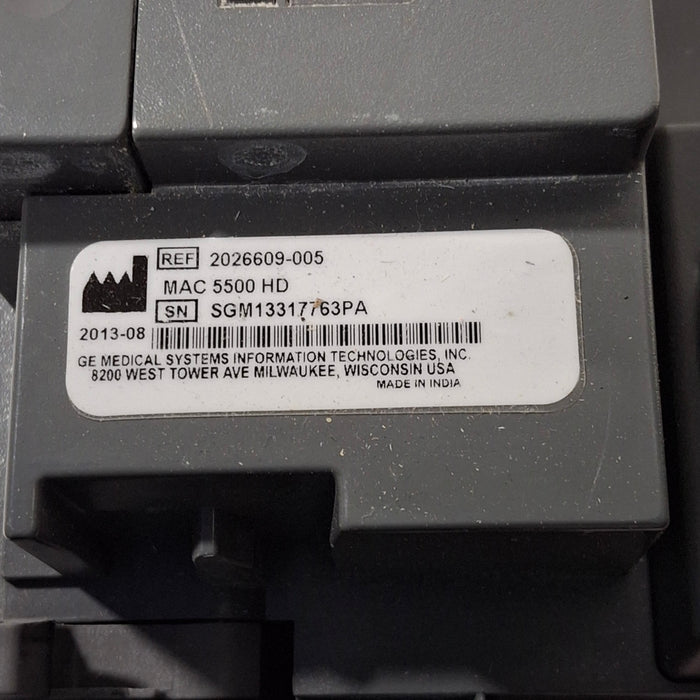 REF 2026609-005
MAC 5500 HD
SN SGM13317763PA
2013-08
GE MEDICAL SYSTEMS INFORMATION TECHNOLOGIES, INC.
8200 WEST TOWER AVE MILWAUKEE, WISCONSIN USA
MADE IN INDIA